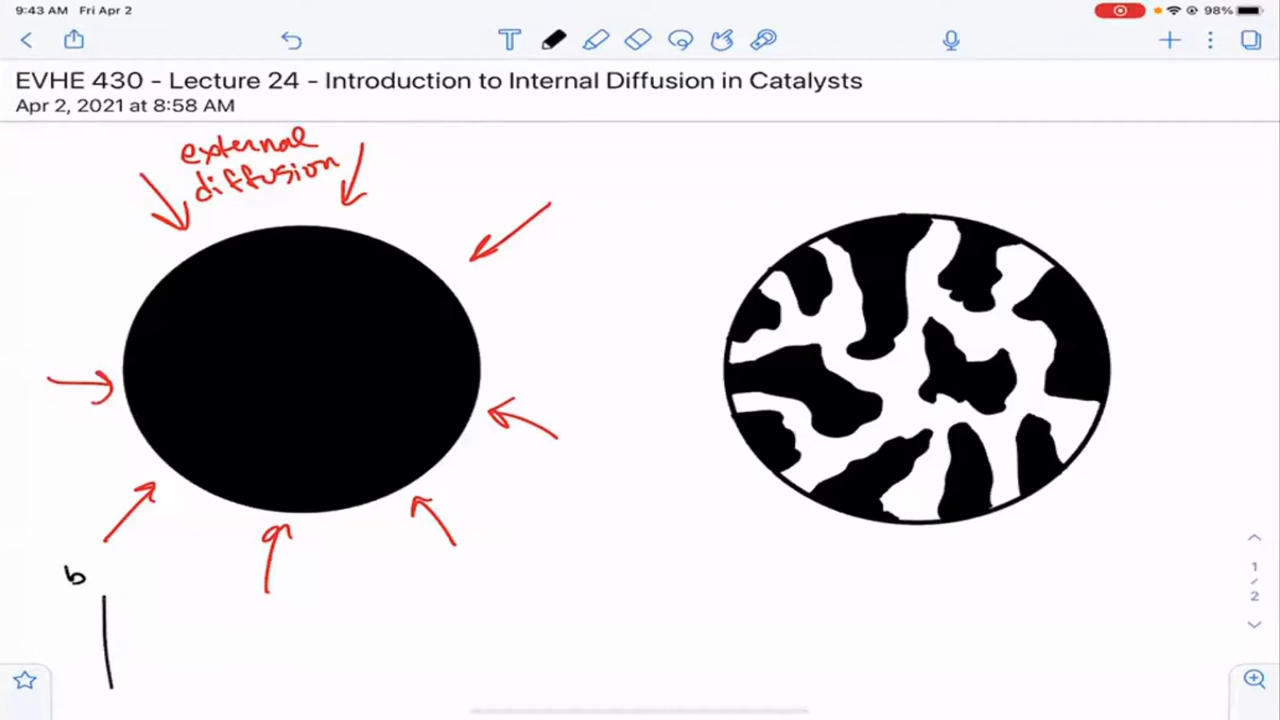 9:43 AM Fri Apr 2
98%
T
EVHE 430 - Lecture 24 - Introduction to Internal Diffusion in Catalysts
Apr 2, 2021 at 8:58 AM
external
diffusion
b
1
/
2